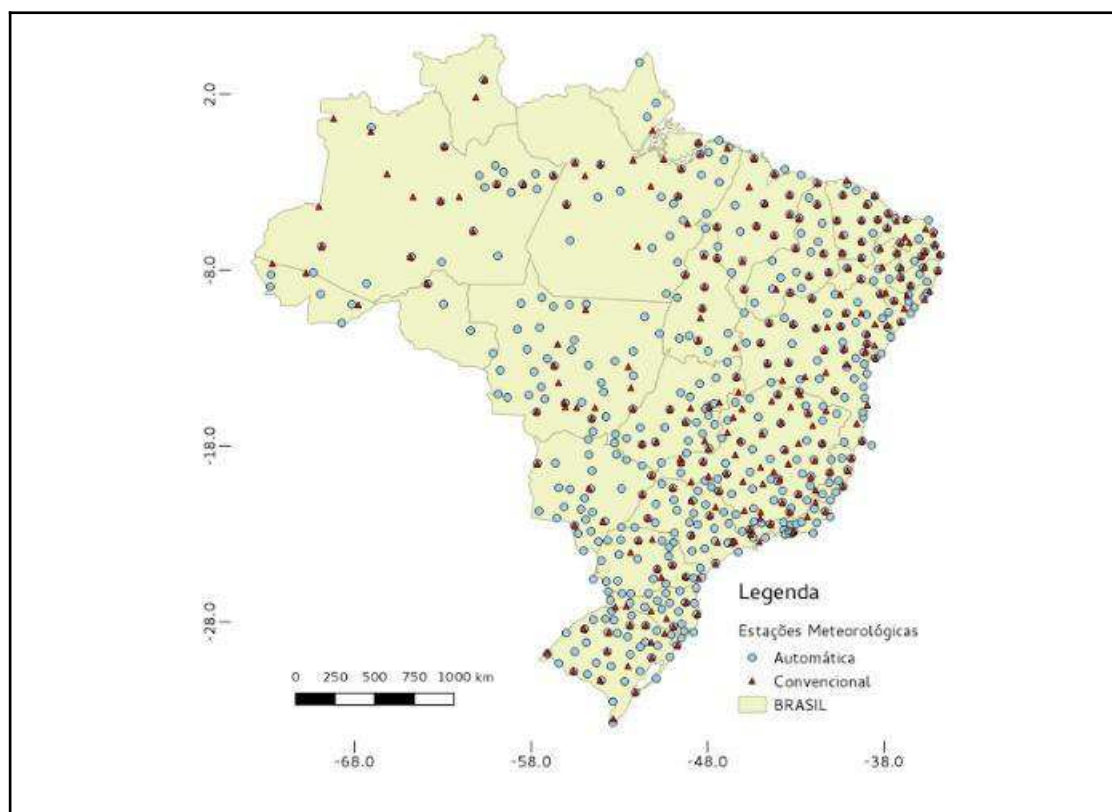 2.0
-8.0
-18.0
-28.0
Legenda
Estações Meteorológicas
Automática
Convencional
BRASIL
0 250 500 750 1000 km
-68.0 -58.0 -48.0 -38.0